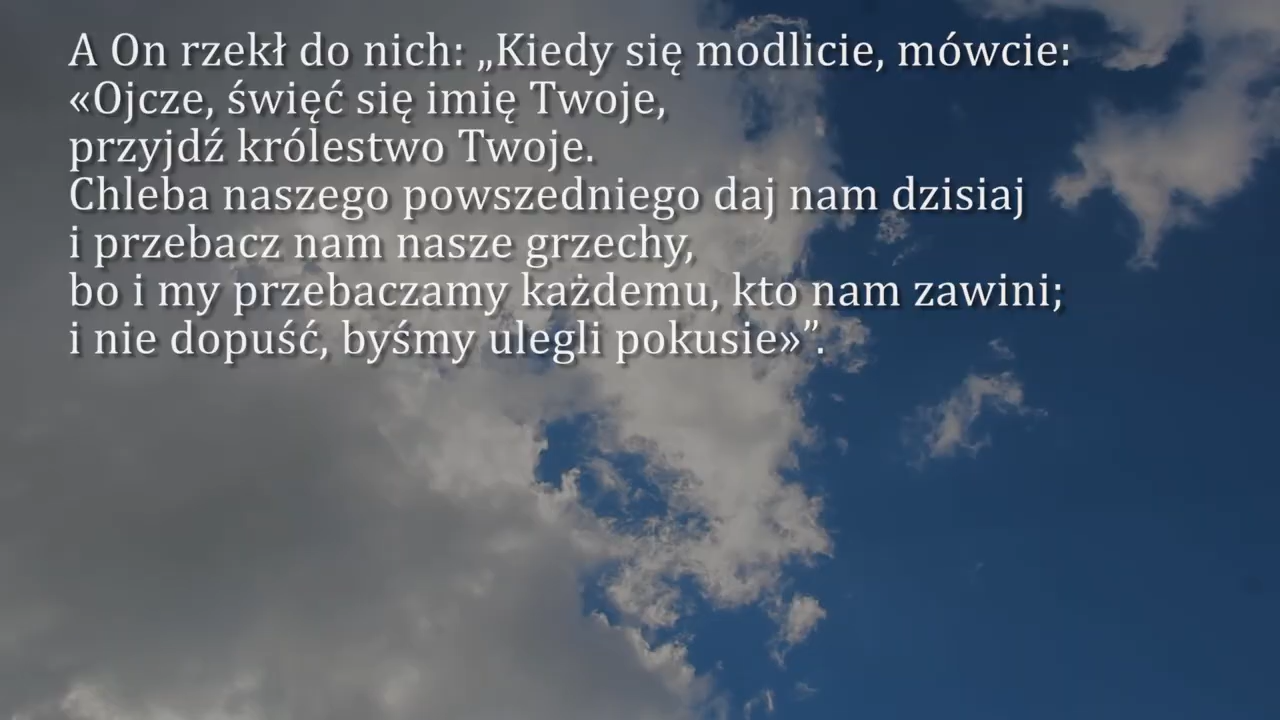 A On rzekł do nich: „Kiedy się modlicie, mówcie:
«Ojcze, święć się imię Twoje,
przyjdź królestwo Twoje.
Chleba naszego powszedniego daj nam dzisiaj
i przebacz nam nasze grzechy,
bo i my przebaczamy każdemu, kto nam zawini;
i nie dopuść, byśmy ulegli pokusie»”.